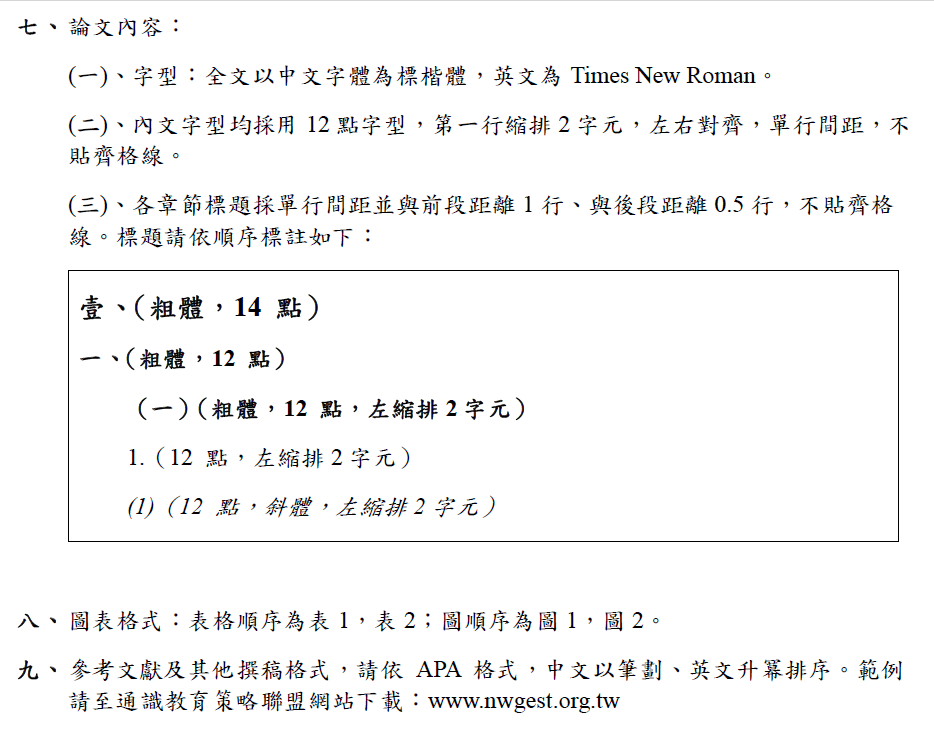 七、論文內容：
(一)、字型：全文以中文字體為標楷體，英文為 Times New Roman。
(二)、內文字型均採用 12 點字型，第一行縮排 2 字元，左右對齊，單行間距，不
貼齊格線。
(三)、各章節標題採單行間距並與前段距離 1 行、與後段距離 0.5 行，不貼齊格
線。標題請依順序標註如下：
壹、（粗體，14 點）
一、（粗體，12 點）
（一）（粗體，12 點，左縮排 2 字元）
1.（12 點，左縮排 2 字元）
(1)（12 點，斜體，左縮排 2 字元）
八、圖表格式：表格順序為表 1，表 2；圖順序為圖 1，圖 2。
九、參考文獻及其他撰稿格式，請依 APA 格式，中文以筆劃、英文升冪排序。範例
請至通識教育策略聯盟網站下載：www.nwgest.org.tw